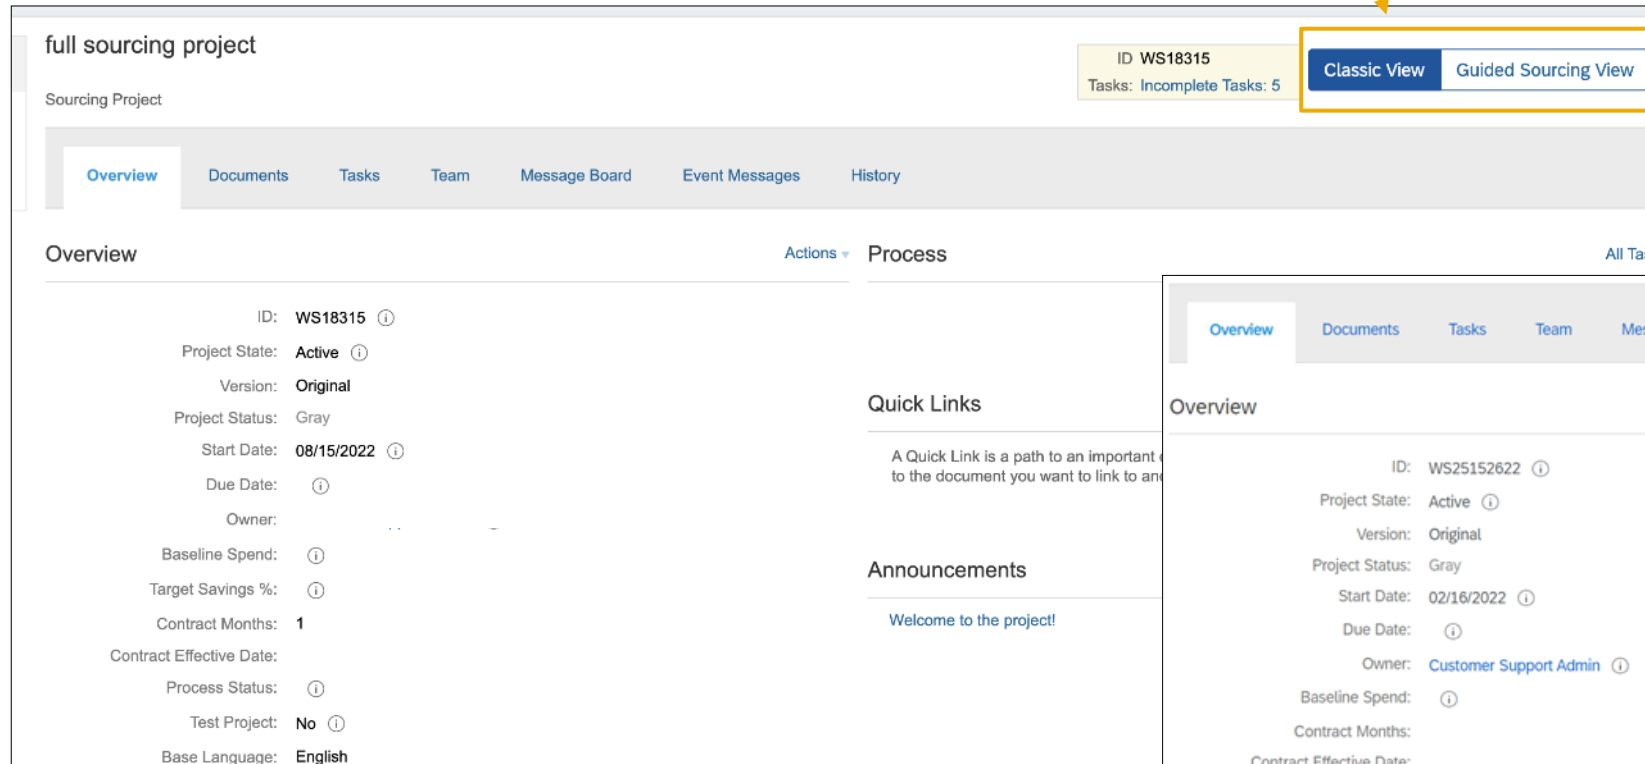 full sourcing project
Sourcing Project
ID WS18315
Tasks: Incomplete Tasks: 5
Classic View
Guided Sourcing View
Overview
Documents
Tasks
Team
Message Board
Event Messages
History
Overview
Actions
ID: WS18315
Project State: Active
Version: Original
Project Status: Gray
Start Date: 08/15/2022
Due Date:
Owner:
Baseline Spend:
Target Savings %:
Contract Months: 1
Contract Effective Date:
Process Status:
Test Project: No
Base Language: English
Process
All
Quick Links
A Quick Link is a path to an important
to the document you want to link to
Announcements
Welcome to the project!
Overview
Documents
Tasks
Team
Overview
ID: WS25152622
Project State: Active
Version: Original
Project Status: Gray
Start Date: 02/16/2022
Due Date:
Owner: Customer Support Admin
Baseline Spend:
Contract Months:
Contract Effective Date: